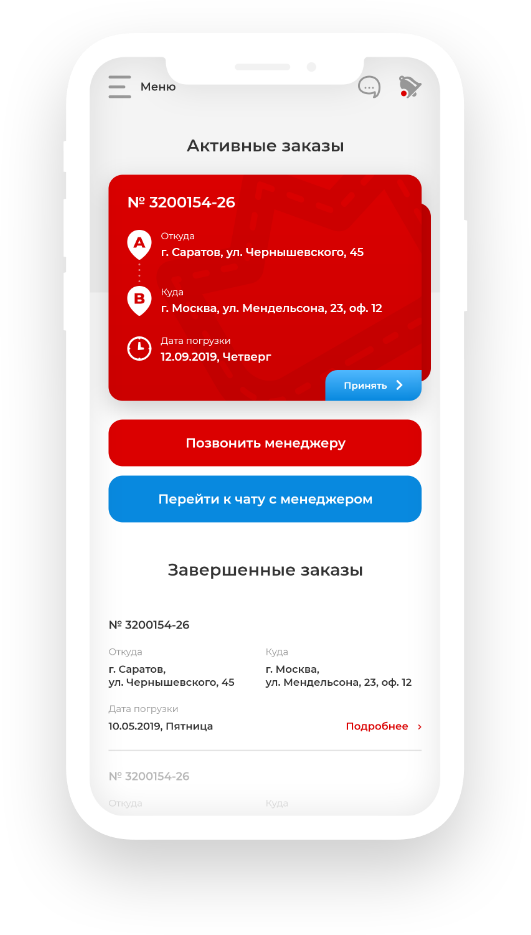 Меню
Активные заказы
№ 3200154-26
A
Откуда
г. Саратов, ул. Чернышевского, 45
B
Куда
г. Москва, ул. Мендельсона, 23, оф. 12
Дата погрузки
12.09.2019, Четверг
Принять
Позвонить менеджеру
Перейти к чату с менеджером
Завершенные заказы
№ 3200154-26
Откуда
Куда
г. Саратов,
г. Москва,
ул. Чернышевского, 45
ул. Мендельсона, 23, оф. 12
Дата погрузки
10.05.2019, Пятница
Подробнее
№ 3200154-26
Откуда
Куда